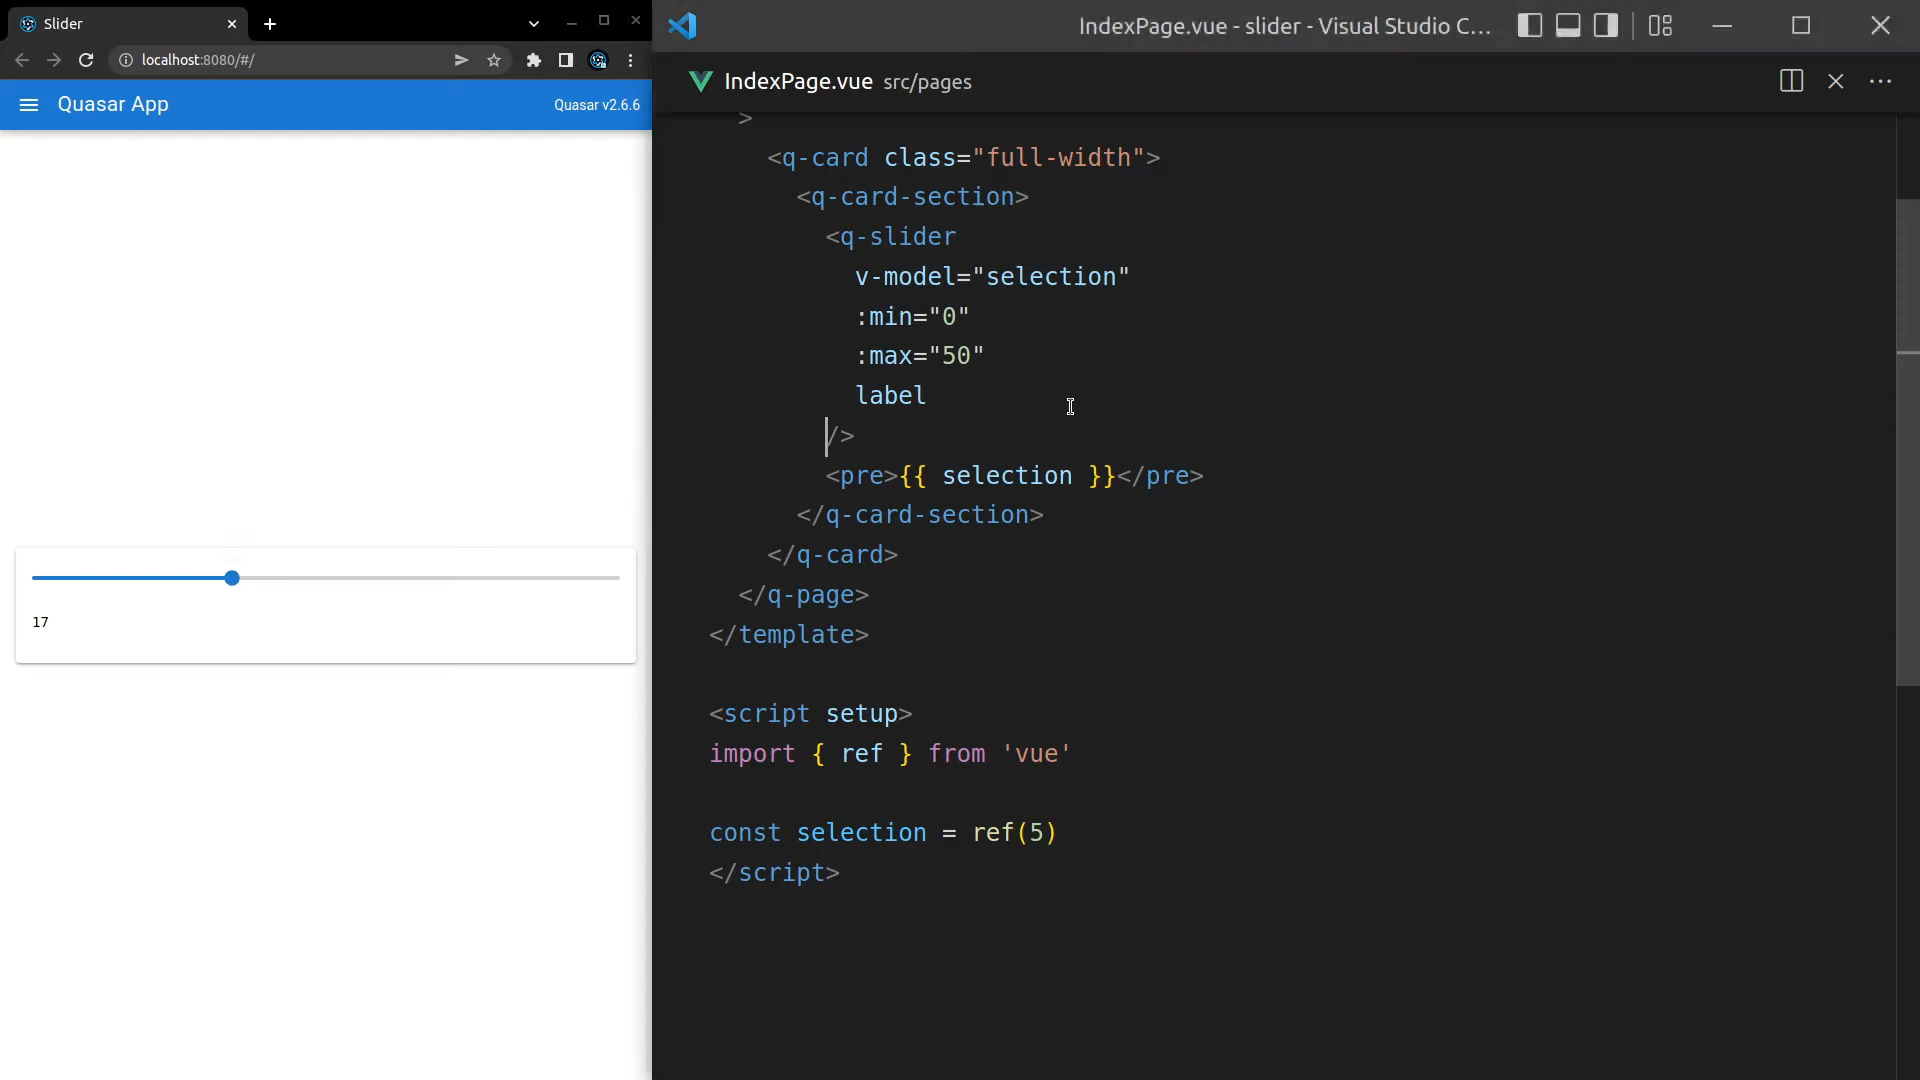 Slider
localhost:8080/#/
Quasar App
Quasar v2.6.6
17
IndexPage.vue - slider - Visual Studio C...
IndexPage.vue src/pages
>
<q-card class="full-width">
<q-card-section>
<q-slider
v-model="selection"
:min="0"
:max="50"
label
/>
<pre>{{ selection }}</pre>
</q-card-section>
</q-card>
</q-page>
</template>
<script setup>
import { ref } from 'vue'
const selection = ref(5)
</script>